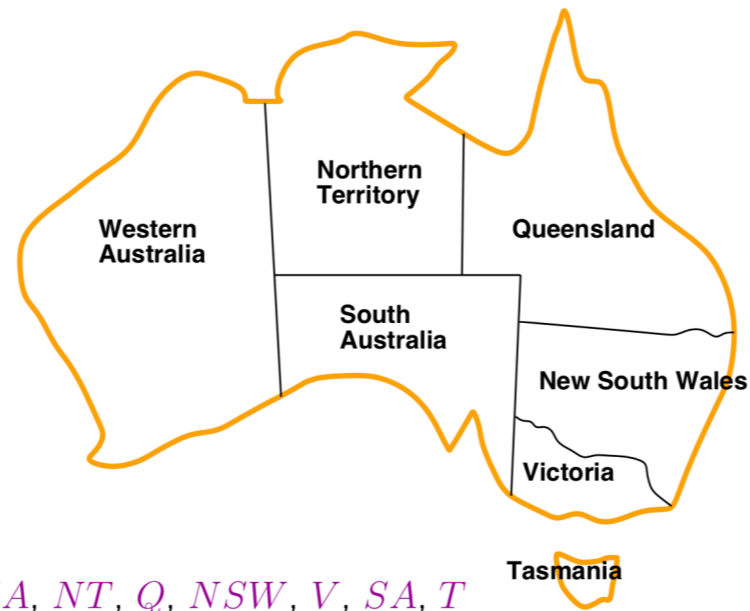 Northern
Territory
Western
Australia
Queensland
South
Australia
New South Wales
Victoria
Tasmania
A, NT, Q, NSW, V, SA, T